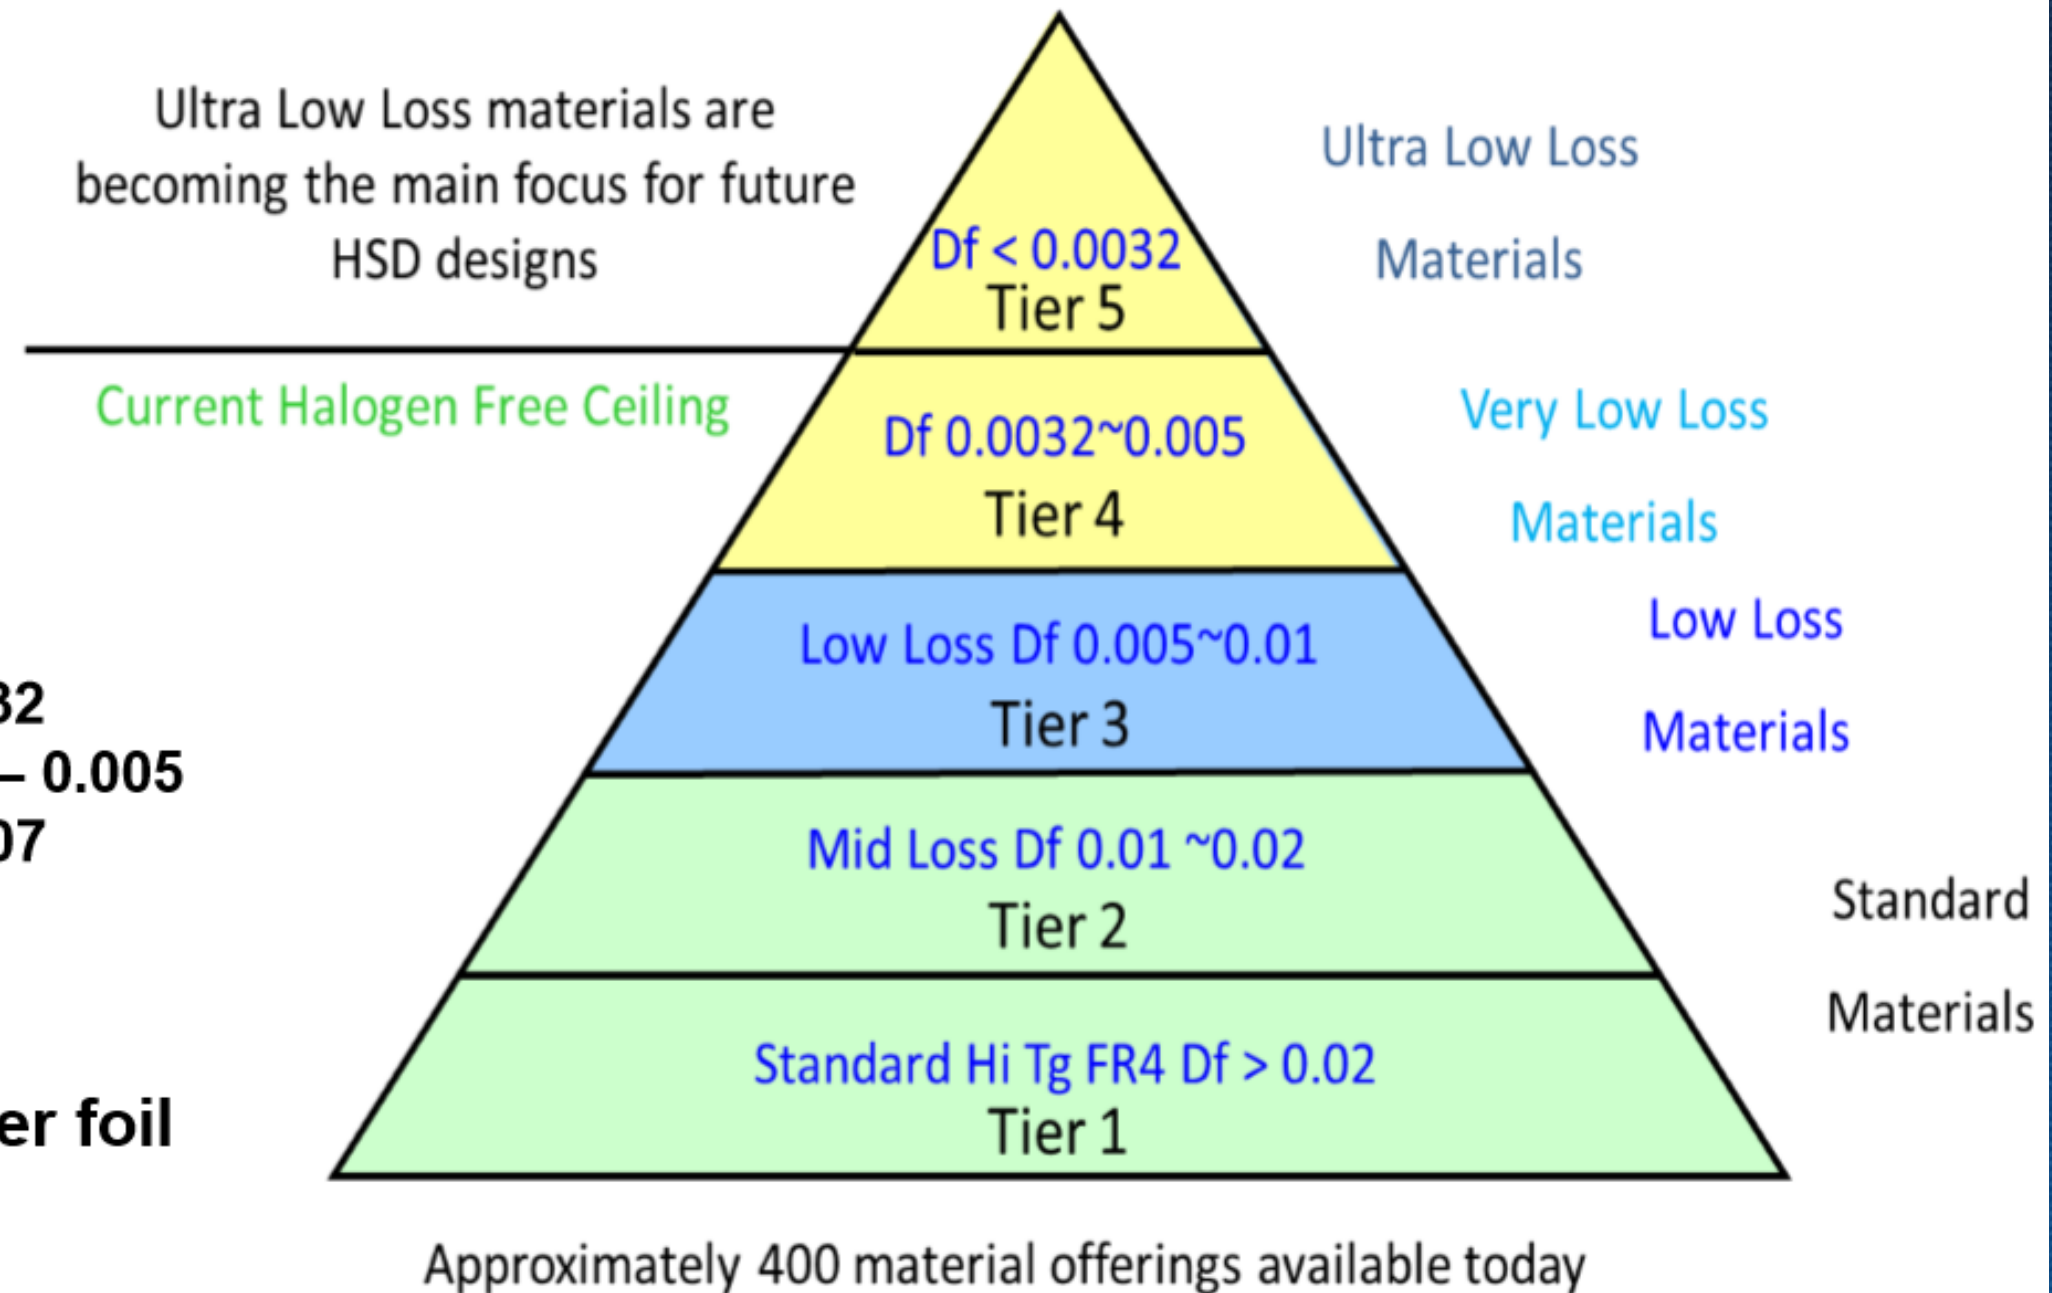 Ultra Low Loss materials are
becoming the main focus for future
HSD designs
Current Halogen Free Ceiling
32
– 0.005
07
er foil
Df < 0.0032
Tier 5
Df 0.0032~0.005
Tier 4
Low Loss Df 0.005~0.01
Tier 3
Mid Loss Df 0.01 ~0.02
Tier 2
Standard Hi Tg FR4 Df > 0.02
Tier 1
Ultra Low Loss
Materials
Very Low Loss
Materials
Low Loss
Materials
Standard
Materials
Approximately 400 material offerings available today